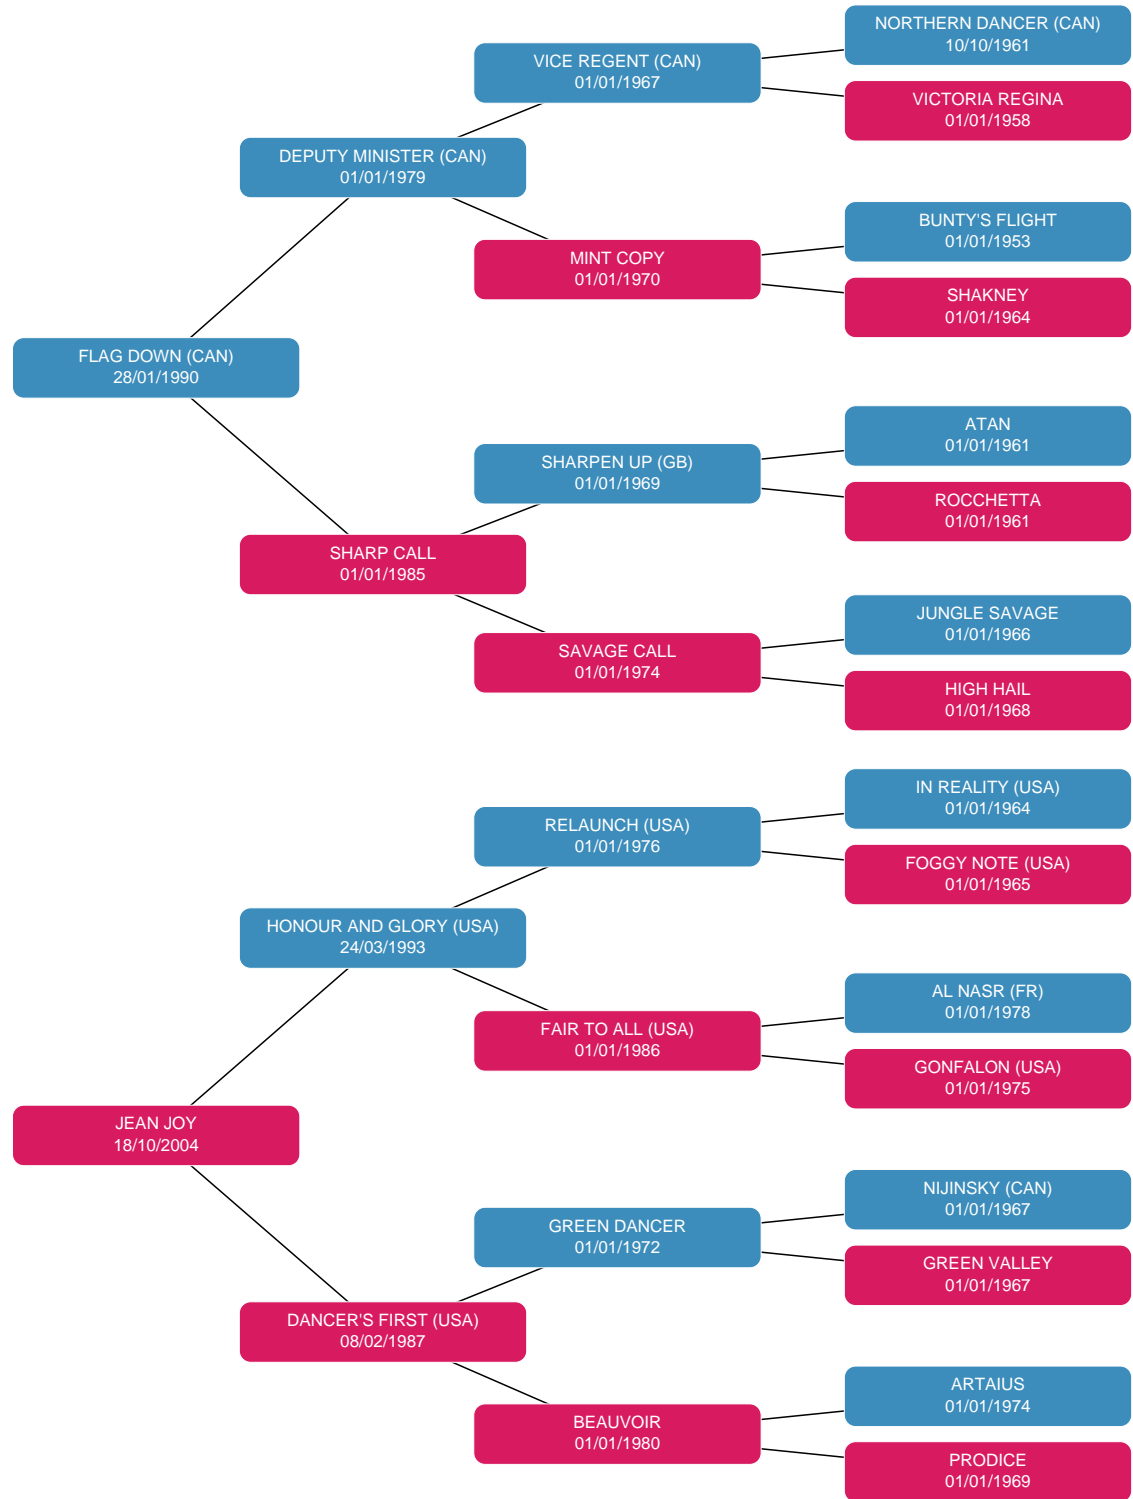 NORTHERN DANCER (CAN)
10/10/1961
VICE REGENT (CAN)
01/01/1967
VICTORIA REGINA
01/01/1958
DEPUTY MINISTER (CAN)
01/01/1979
BUNTY'S FLIGHT
01/01/1953
MINT COPY
01/01/1970
SHAKNEY
01/01/1964
FLAG DOWN (CAN)
28/01/1990
ATAN
01/01/1961
SHARPEN UP (GB)
01/01/1969
ROCCHETTA
01/01/1961
SHARP CALL
01/01/1985
JUNGLE SAVAGE
01/01/1966
SAVAGE CALL
01/01/1974
HIGH HAIL
01/01/1968
IN REALITY (USA)
01/01/1964
RELAUNCH (USA)
01/01/1976
FOGGY NOTE (USA)
01/01/1965
HONOUR AND GLORY (USA)
24/03/1993
AL NASR (FR)
01/01/1978
FAIR TO ALL (USA)
01/01/1986
GONFALON (USA)
01/01/1975
JEAN JOY
18/10/2004
NIJINSKY (CAN)
01/01/1967
GREEN DANCER
01/01/1972
GREEN VALLEY
01/01/1967
DANCER'S FIRST (USA)
08/02/1987
ARTAIUS
01/01/1974
BEAUVOIR
01/01/1980
PRODICE
01/01/1969